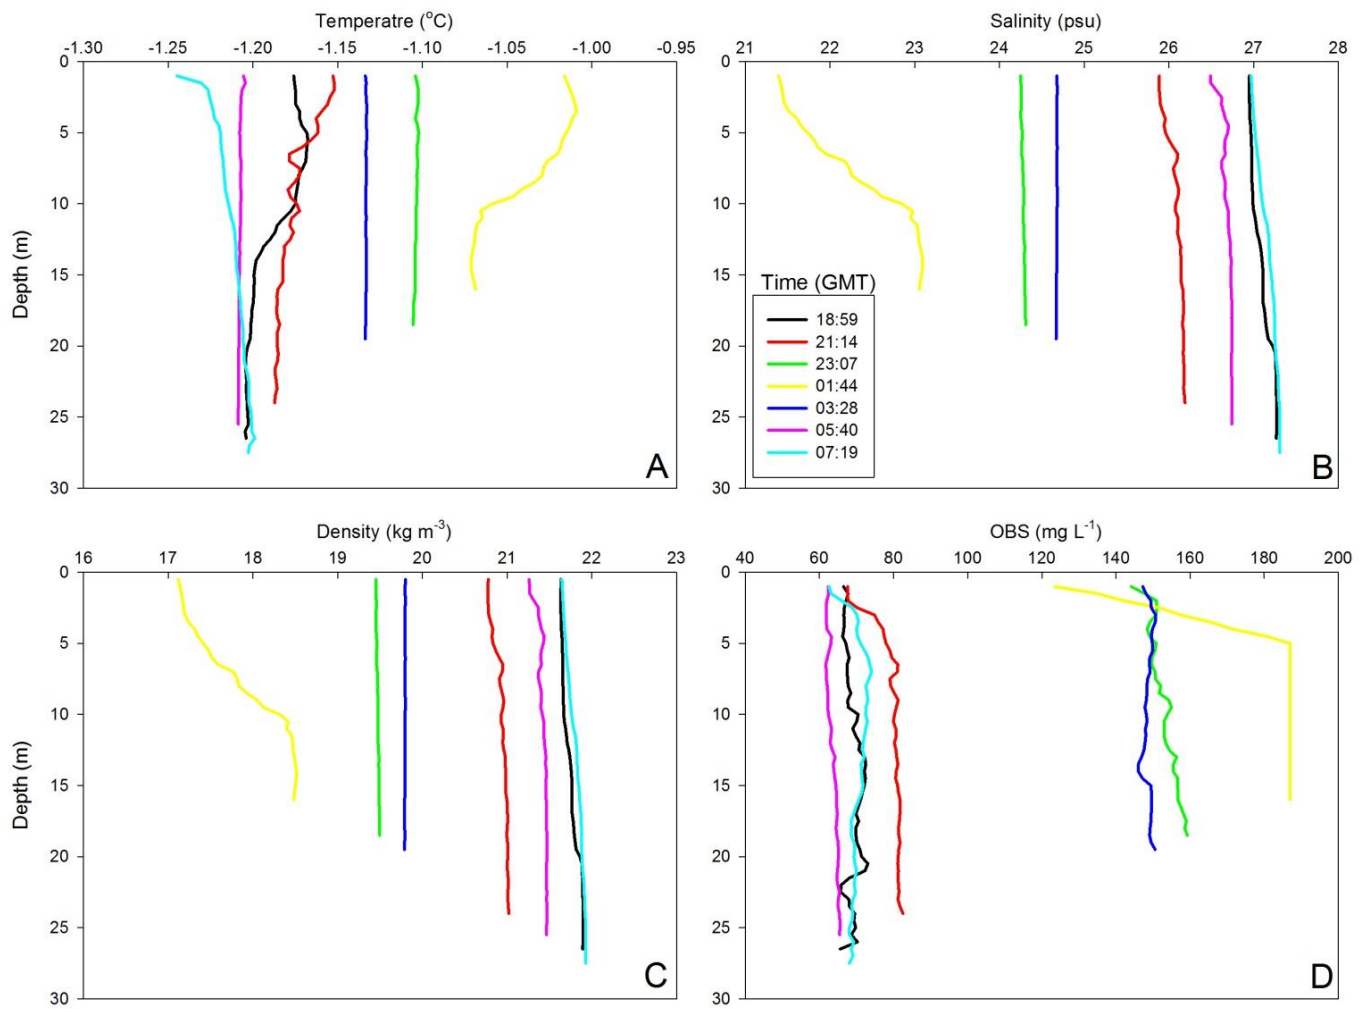 Temperatre (°C)
-1.30 -1.25 -1.20 -1.15 -1.10 -1.05 -1.00 -0.95
0
5
10
15
20
25
30
Depth (m)
A
Salinity (psu)
21 22 23 24 25 26 27 28
0
5
10
15
20
25
30
Time (GMT)
18:59
21:14
23:07
01:44
03:28
05:40
07:19
B
Density (kg m⁻³)
16 17 18 19 20 21 22 23
0
5
10
15
20
25
30
Depth (m)
C
OBS (mg L⁻¹)
40 60 80 100 120 140 160 180 200
0
5
10
15
20
25
30
D